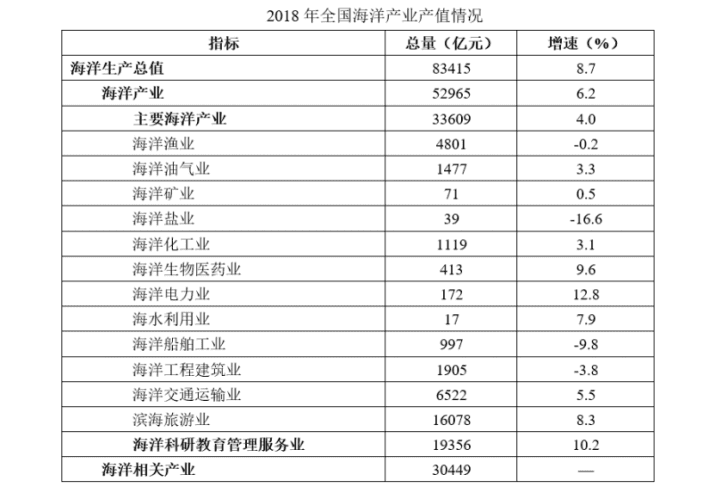 2018 年全国海洋产业产值情况
指标 总量（亿元） 增速（%）
海洋生产总值 83415 8.7
海洋产业 52965 6.2
主要海洋产业 33609 4.0
海洋渔业 4801 -0.2
海洋油气业 1477 3.3
海洋矿业 71 0.5
海洋盐业 39 -16.6
海洋化工业 1119 3.1
海洋生物医药业 413 9.6
海洋电力业 172 12.8
海水利用业 17 7.9
海洋船舶工业 997 -9.8
海洋工程建筑业 1905 -3.8
海洋交通运输业 6522 5.5
滨海旅游业 16078 8.3
海洋科研教育管理服务业 19356 10.2
海洋相关产业 30449 —